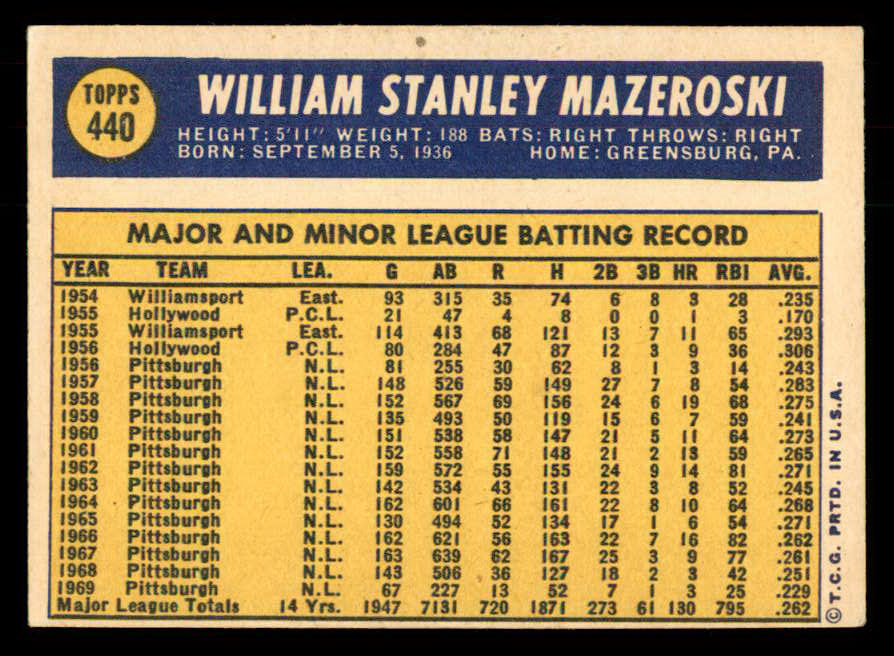 TOPPS
440
WILLIAM STANLEY MAZEROSKI
HEIGHT: 5'11" WEIGHT: 188 BATS: RIGHT THROWS: RIGHT
BORN: SEPTEMBER 5, 1936 HOME: GREENSBURG, PA.
MAJOR AND MINOR LEAGUE BATTING RECORD
YEAR TEAM LEA. G AB R H 2B 3B HR RBI AVG.
1954 Williamsport East. 93 315 35 74 6 8 3 28 .235
1955 Hollywood P.C.L. 21 47 4 8 0 0 1 3 .170
1955 Williamsport East. 114 413 68 121 13 7 11 65 .293
1956 Hollywood P.C.L. 80 284 47 87 12 3 9 36 .306
1956 Pittsburgh N.L. 81 255 30 62 8 1 3 14 .243
1957 Pittsburgh N.L. 148 526 59 149 27 7 8 54 .283
1958 Pittsburgh N.L. 152 567 69 156 24 6 19 68 .275
1959 Pittsburgh N.L. 135 493 50 119 15 6 7 59 .241
1960 Pittsburgh N.L. 151 538 58 147 21 5 11 64 .273
1961 Pittsburgh N.L. 152 558 71 148 21 2 13 59 .265
1962 Pittsburgh N.L. 159 572 55 155 24 9 14 81 .271
1963 Pittsburgh N.L. 142 534 43 131 22 3 8 52 .245
1964 Pittsburgh N.L. 162 601 66 161 22 8 10 64 .268
1965 Pittsburgh N.L. 130 494 52 134 17 1 6 54 .271
1966 Pittsburgh N.L. 162 621 56 163 22 7 16 82 .262
1967 Pittsburgh N.L. 163 639 62 167 25 3 9 77 .261
1968 Pittsburgh N.L. 143 506 36 127 18 2 3 42 .251
1969 Pittsburgh N.L. 67 227 13 52 7 1 3 25 .229
Major League Totals 14 Yrs. 1947 7131 720 1871 273 61 130 795 .262
© T.C.G. PRTD. IN U.S.A.